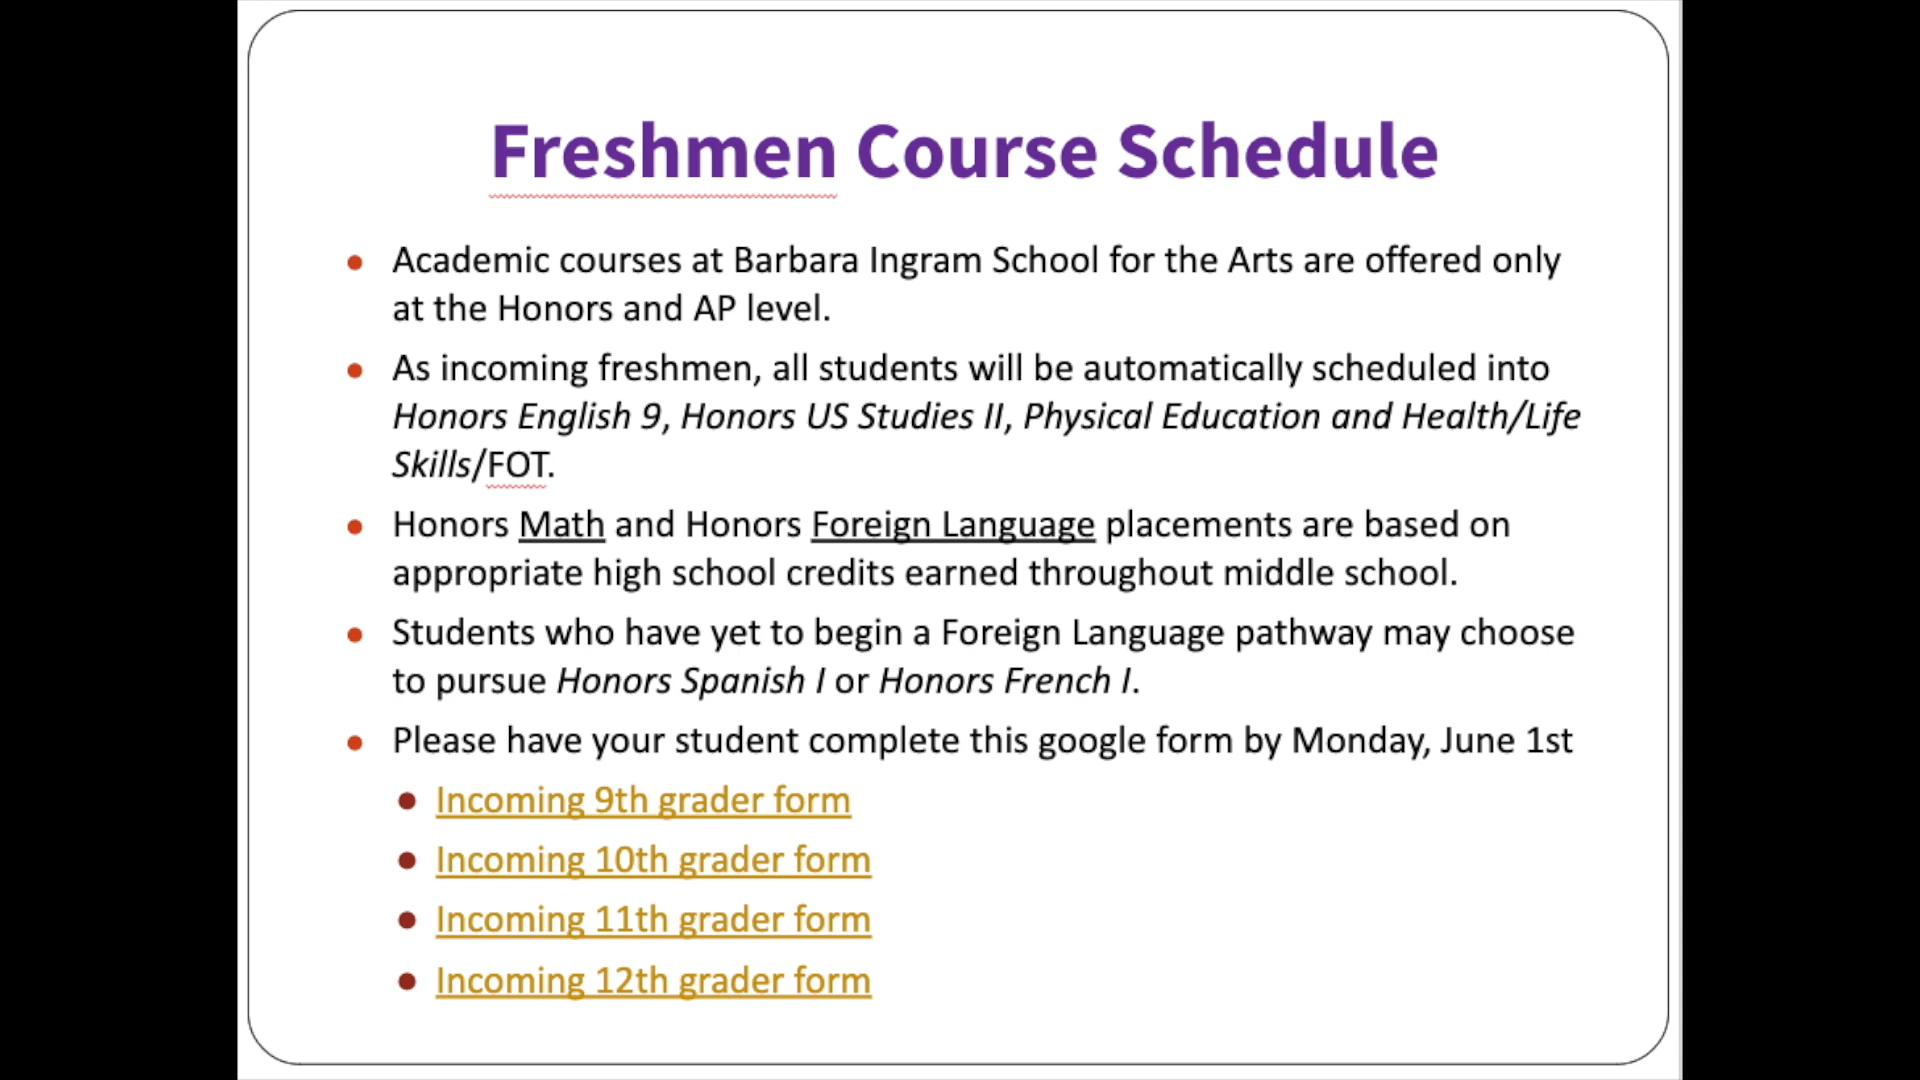 Freshmen Course Schedule
Academic courses at Barbara Ingram School for the Arts are offered only
at the Honors and AP level.
As incoming freshmen, all students will be automatically scheduled into
Honors English 9, Honors US Studies II, Physical Education and Health/Life
Skills/FOT.
Honors Math and Honors Foreign Language placements are based on
appropriate high school credits earned throughout middle school.
Students who have yet to begin a Foreign Language pathway may choose
to pursue Honors Spanish I or Honors French I.
Please have your student complete this google form by Monday, June 1st
Incoming 9th grader form
Incoming 10th grader form
Incoming 11th grader form
Incoming 12th grader form